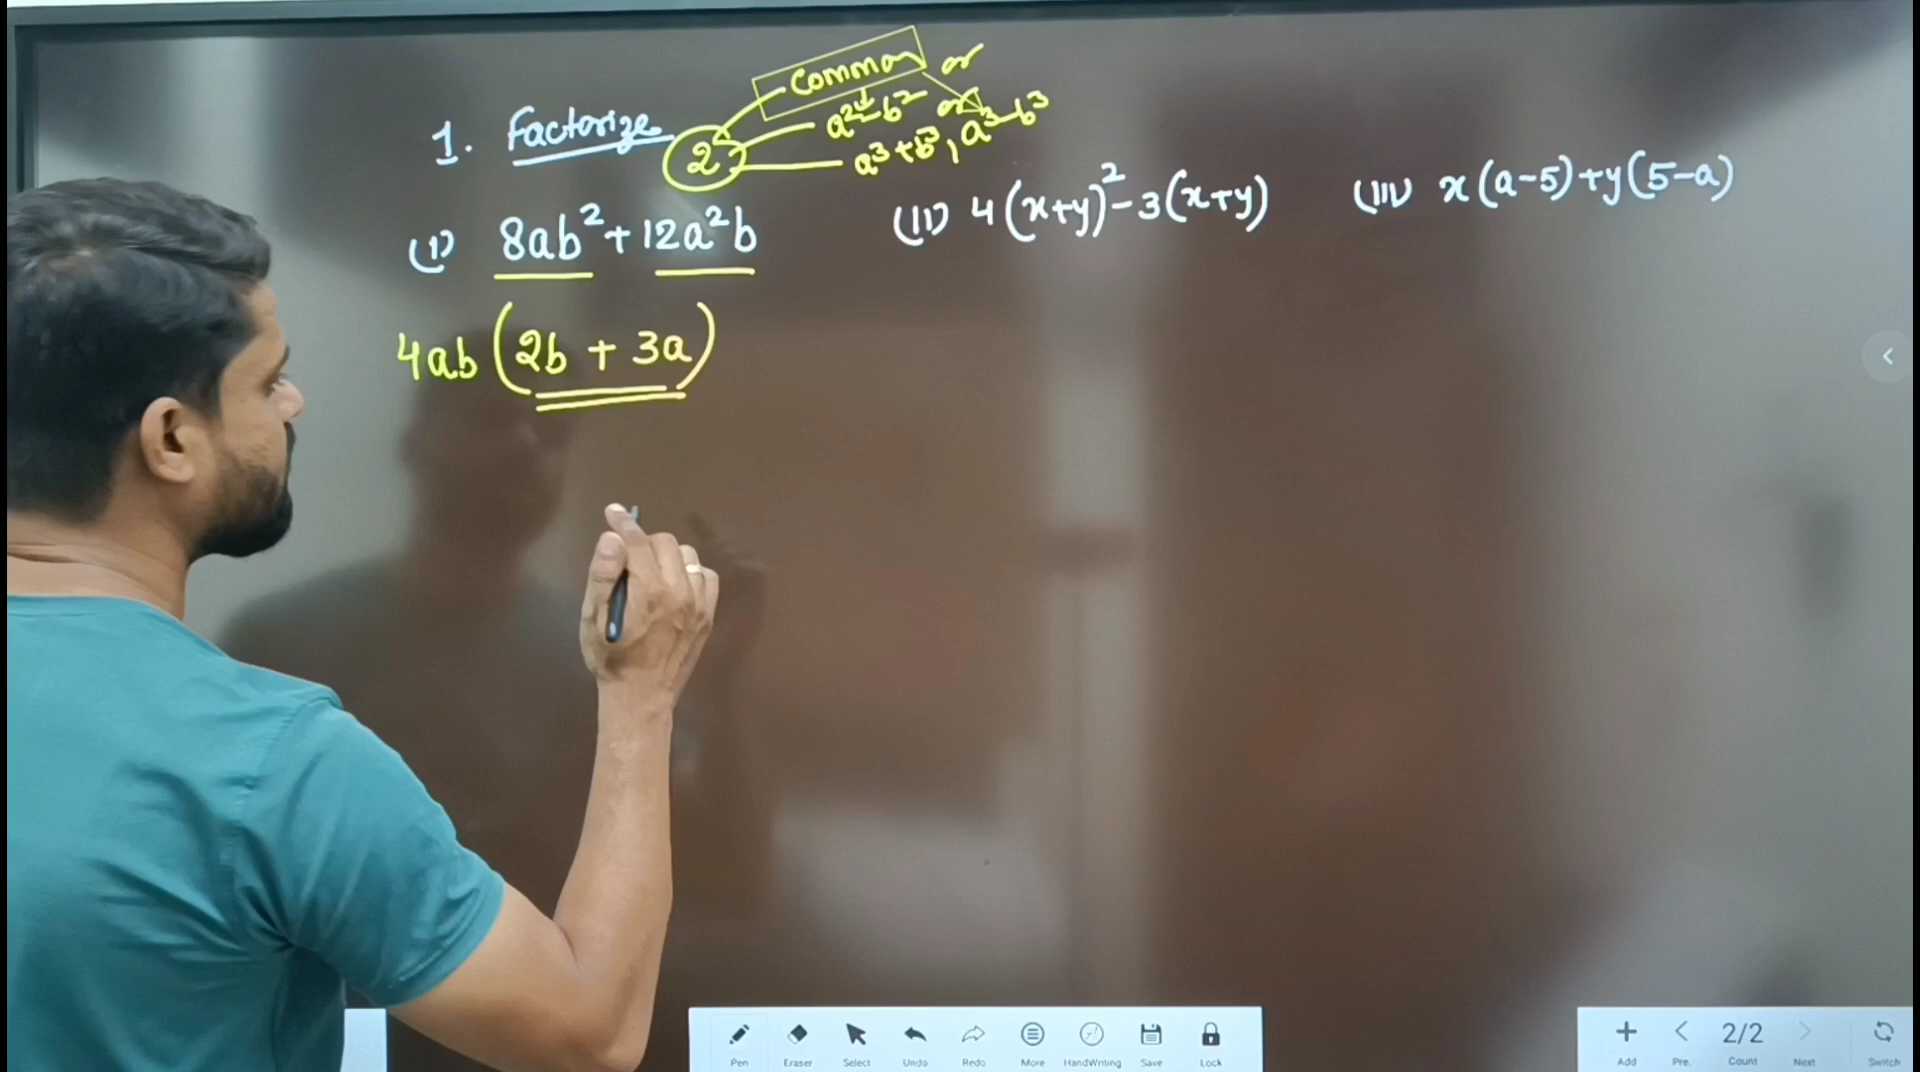 Common or
1. Factorize 2 a²-b² or
a³+b³, a³-b³
(I) 8ab²+12a²b (II) 4(x+y)²-3(x+y) (III) x(a-5)+y(5-a)
4ab(2b + 3a)
Pen Eraser Select Undo Redo More HandWriting Save Lock
2/2
Add Pre. Count Next Switch